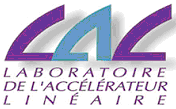 LAL
LABORATOIRE
DE L'ACCÉLÉRATEUR
LINÉAIRE